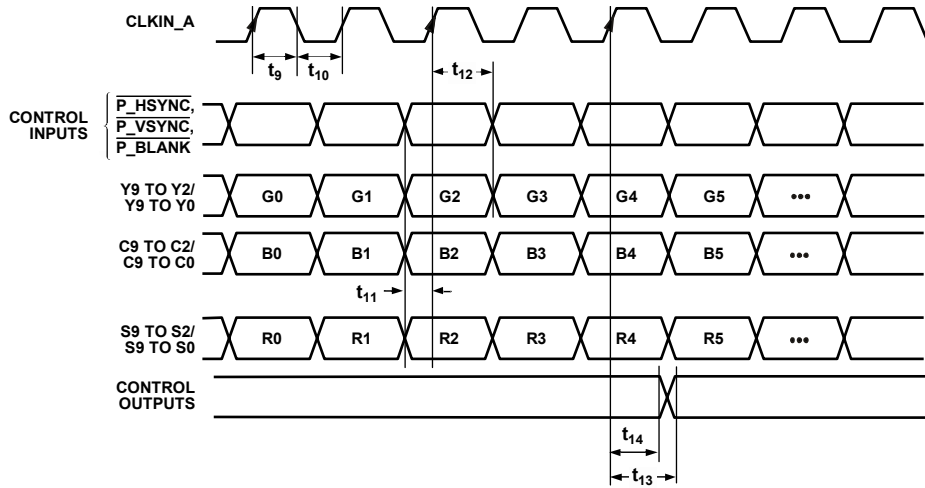 CLKIN_A
t9
t10
t12
CONTROL
INPUTS
P_HSYNC,
P_VSYNC,
P_BLANK
Y9 TO Y2/
Y9 TO Y0
G0 G1 G2 G3 G4 G5 •••
C9 TO C2/
C9 TO C0
B0 B1 B2 B3 B4 B5 •••
t11
S9 TO S2/
S9 TO S0
R0 R1 R2 R3 R4 R5 •••
CONTROL
OUTPUTS
t14
t13